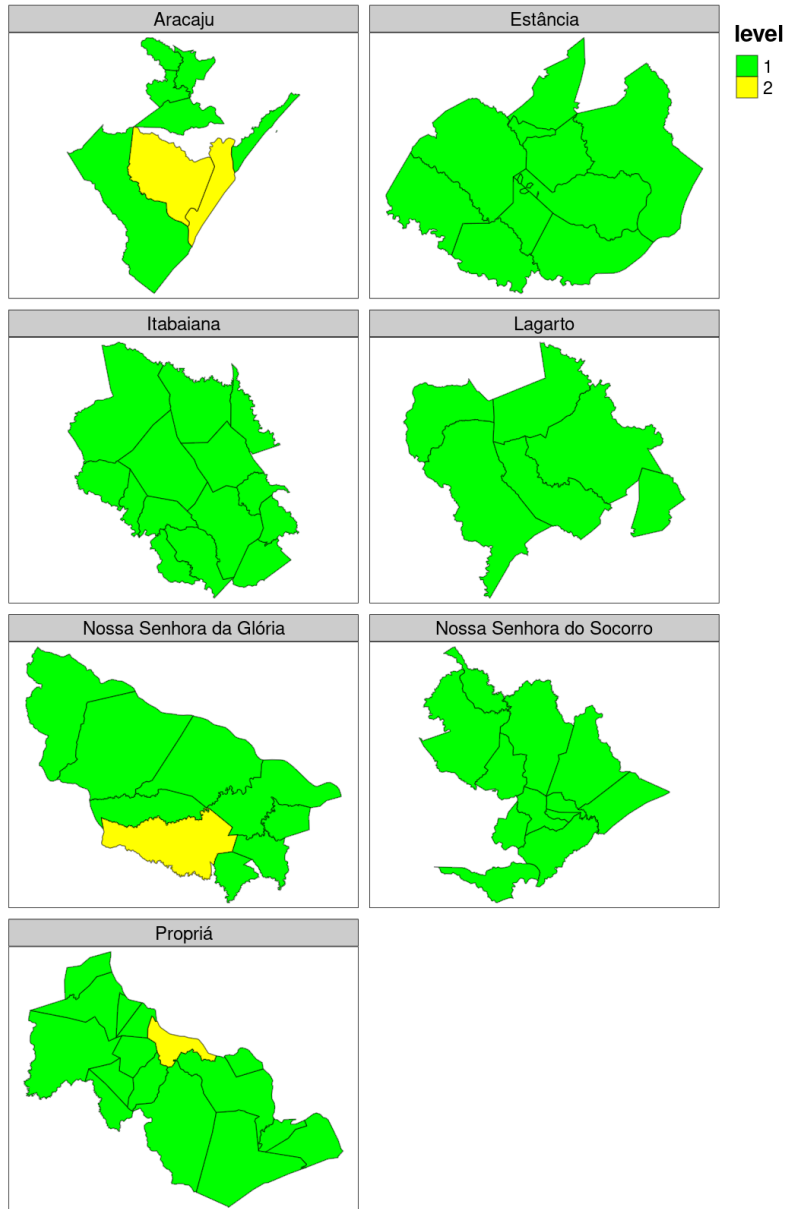 Aracaju
Estância
level
1
2
Itabaiana
Lagarto
Nossa Senhora da Glória
Nossa Senhora do Socorro
Propriá